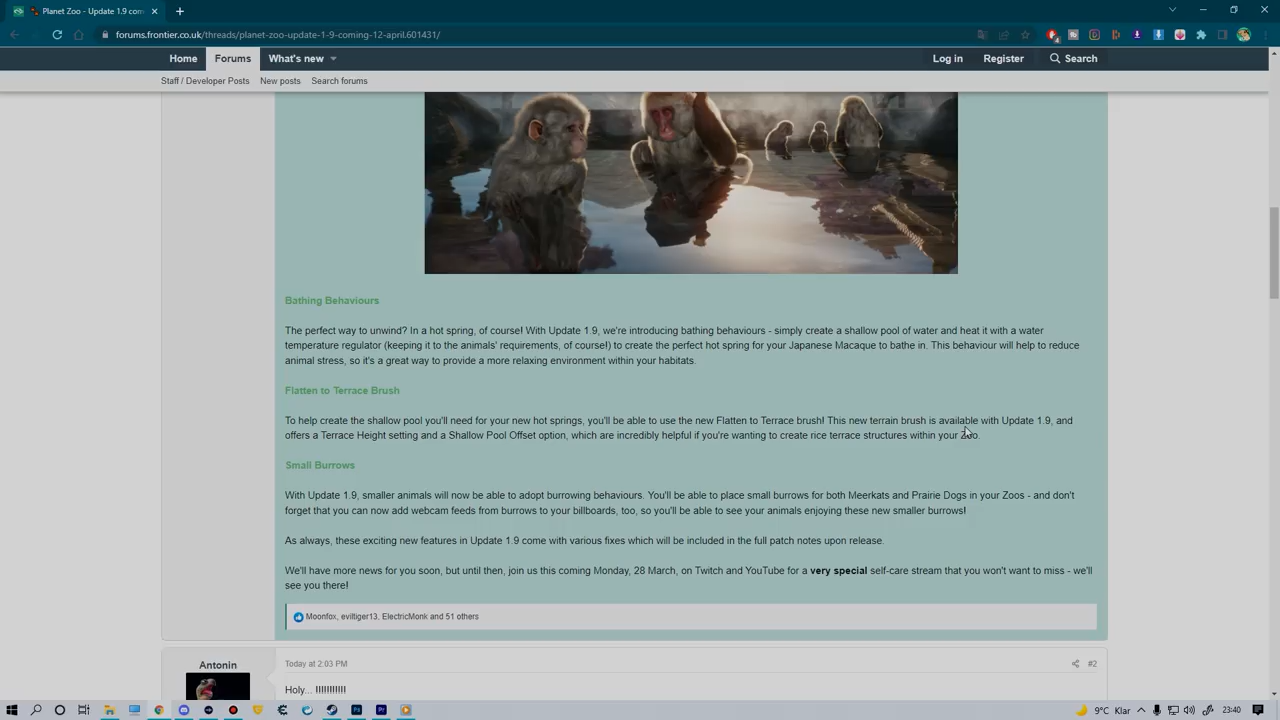 Planet Zoo - Update 1.9 com
forums.frontier.co.uk/threads/planet-zoo-update-1-9-coming-12-april.601431/
Home Forums What's new Log in Register Search
Staff / Developer Posts New posts Search forums
Bathing Behaviours
The perfect way to unwind? In a hot spring, of course! With Update 1.9, we're introducing bathing behaviours - simply create a shallow pool of water and heat it with a water
temperature regulator (keeping it to the animals' requirements, of course!) to create the perfect hot spring for your Japanese Macaque to bathe in. This behaviour will help to reduce
animal stress, so it's a great way to provide a more relaxing environment within your habitats.
Flatten to Terrace Brush
To help create the shallow pool you'll need for your new hot springs, you'll be able to use the new Flatten to Terrace brush! This new terrain brush is available with Update 1.9, and
offers a Terrace Height setting and a Shallow Pool Offset option, which are incredibly helpful if you're wanting to create rice terrace structures within your Zoo.
Small Burrows
With Update 1.9, smaller animals will now be able to adopt burrowing behaviours. You'll be able to place small burrows for both Meerkats and Prairie Dogs in your Zoos - and don't
forget that you can now add webcam feeds from burrows to your billboards, too, so you'll be able to see your animals enjoying these new smaller burrows!
As always, these exciting new features in Update 1.9 come with various fixes which will be included in the full patch notes upon release.
We'll have more news for you soon, but until then, join us this coming Monday, 28 March, on Twitch and YouTube for a very special self-care stream that you won't want to miss - we'll
see you there!
Moonfox, eviltiger13, ElectricMonk and 51 others
Antonin
Today at 2:03 PM #2
Holy... !!!!!!!!!!!
9°C Klar 23:40